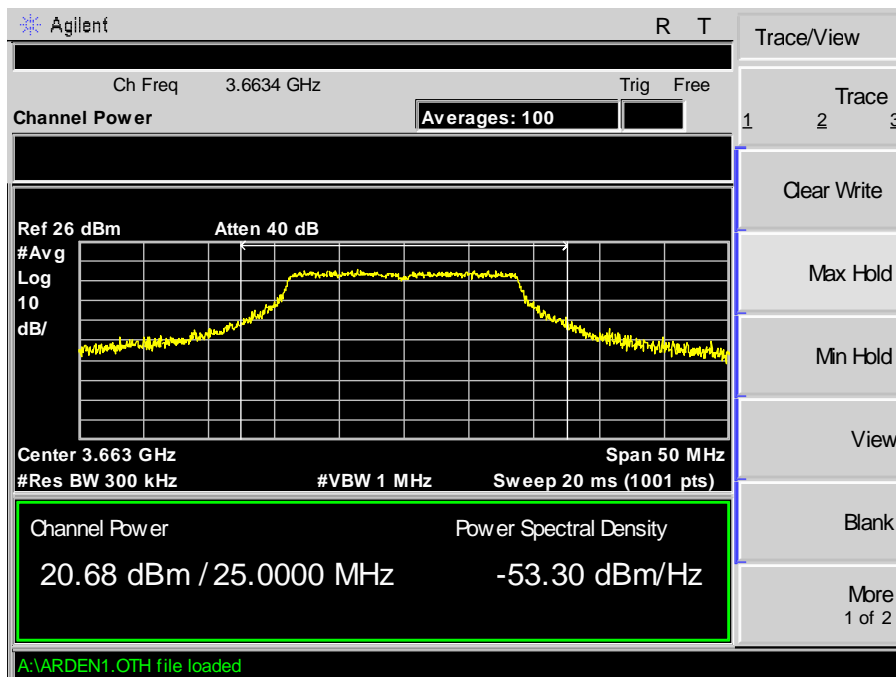 Agilent R T
Ch Freq 3.6634 GHz Trig Free
Channel Power Averages: 100
Ref 26 dBm Atten 40 dB
#Avg
Log
10
dB/
Center 3.663 GHz Span 50 MHz
#Res BW 300 kHz #VBW 1 MHz Sweep 20 ms (1001 pts)
Channel Power Power Spectral Density
20.68 dBm / 25.0000 MHz -53.30 dBm/Hz
A:\ARDEN1.OTH file loaded
Trace/View
Trace
1 2 3
Clear Write
Max Hold
Min Hold
View
Blank
More
1 of 2